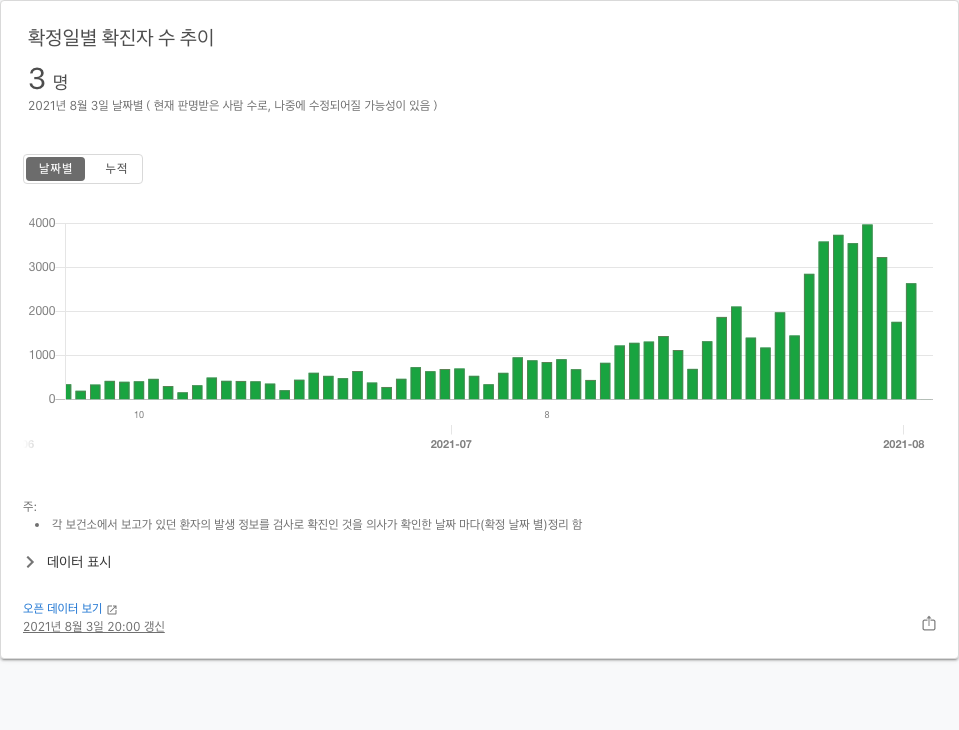 확정일별 확진자 수 추이
3 명
2021년 8월 3일 날짜별 ( 현재 판명받은 사람 수로, 나중에 수정되어질 가능성이 있음 )
날짜별 누적
4000
3000
2000
1000
0
10 8
2021-07 2021-08
주:
각 보건소에서 보고가 있던 환자의 발생 정보를 검사로 확진인 것을 의사가 확인한 날짜 마다(확정 날짜 별)정리 함
데이터 표시
오픈 데이터 보기
2021년 8월 3일 20:00 갱신